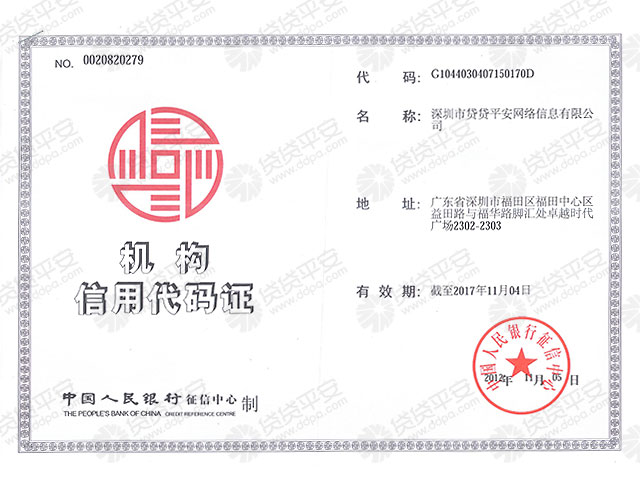 NO. 0020820279
机构
信用代码证
中国人民银行征信中心 制
THE PEOPLE'S BANK OF CHINA CREDIT REFERENCE CENTRE
代 码: G1044030407150170D
名 称: 深圳市贷贷平安网络信息有限公
司
地 址: 广东省深圳市福田区福田中心区
益田路与福华路脚汇处卓越时代
广场2302-2303
有 效 期: 截至2017年11月04日
中国人民银行征信中心
2012年 11月 05日
贷贷平安
www.ddpa.com